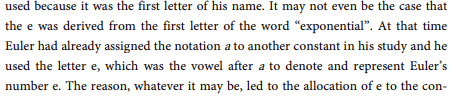 used because it was the first letter of his name. It may not even be the case that
the e was derived from the first letter of the word “exponential”. At that time
Euler had already assigned the notation a to another constant in his study and he
used the letter e, which was the vowel after a to denote and represent Euler’s
number e. The reason, whatever it may be, led to the allocation of e to the con-